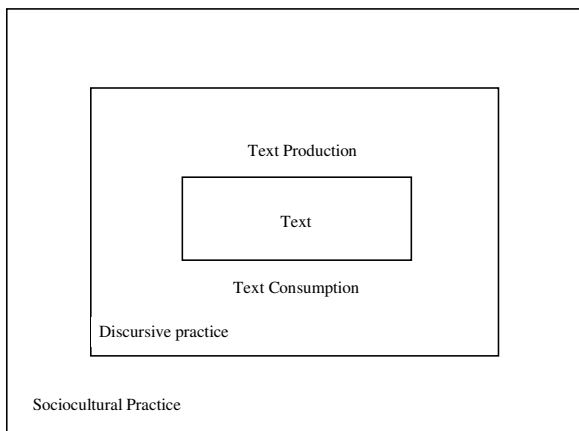 Text Production
Text
Text Consumption
Discursive practice
Sociocultural Practice